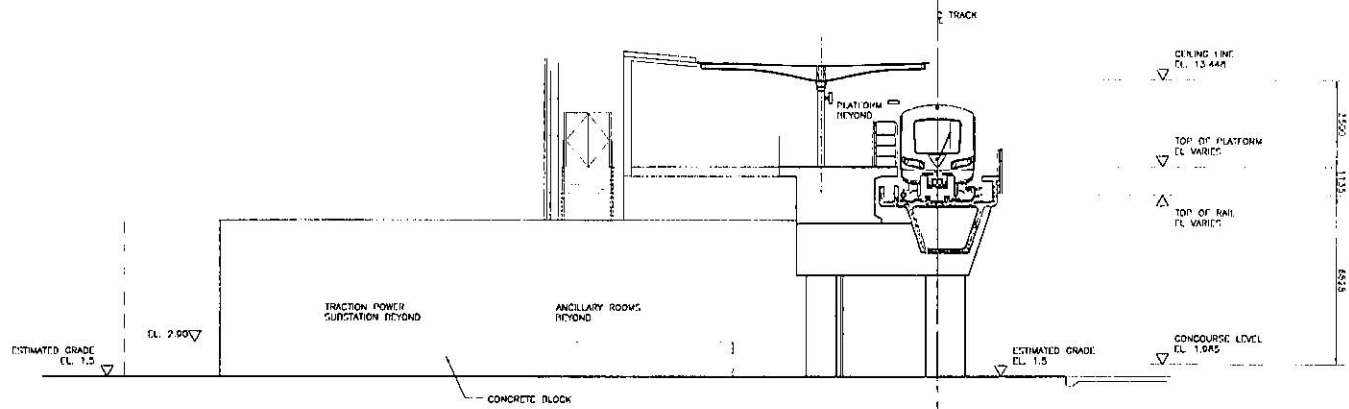 TRACK
CEILING LINE
EL. 13.448
PLATFORM
BEYOND
3500
TOP OF PLATFORM
EL VARIES
1135
TOP OF RAIL
EL VARIES
TRACTION POWER
SUBSTATION BEYOND
ANCILLARY ROOMS
BEYOND
EL. 2.90
ESTIMATED GRADE
EL. 1.5
ESTIMATED GRADE
EL. 1.5
CONCOURSE LEVEL
EL 1.985
CONCRETE BLOCK